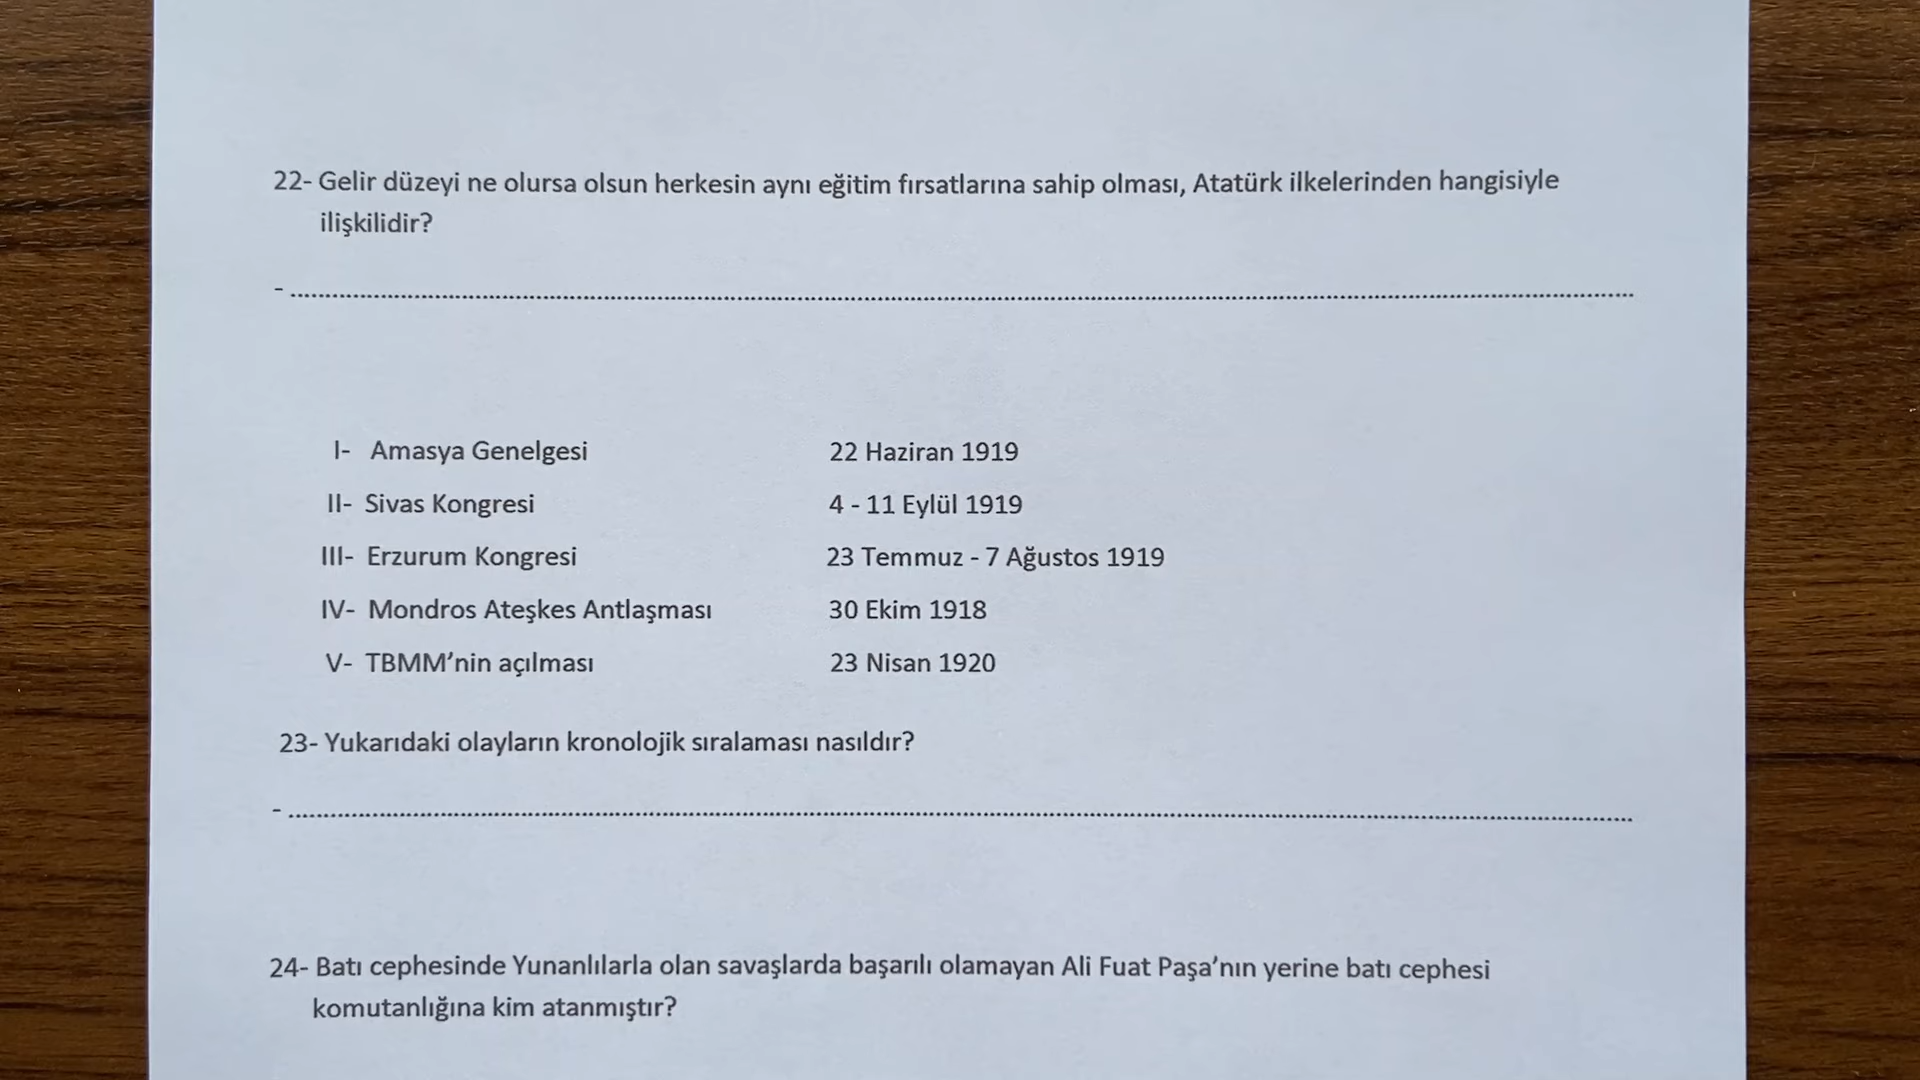 22- Gelir düzeyi ne olursa olsun herkesin aynı eğitim fırsatlarına sahip olması, Atatürk ilkelerinden hangisiyle
ilişkilidir?
- ....................................................................................................
I- Amasya Genelgesi 22 Haziran 1919
II- Sivas Kongresi 4 - 11 Eylül 1919
III- Erzurum Kongresi 23 Temmuz - 7 Ağustos 1919
IV- Mondros Ateşkes Antlaşması 30 Ekim 1918
V- TBMM’nin açılması 23 Nisan 1920
23- Yukarıdaki olayların kronolojik sıralaması nasıldır?
- ....................................................................................................
24- Batı cephesinde Yunanlılarla olan savaşlarda başarılı olamayan Ali Fuat Paşa’nın yerine batı cephesi
komutanlığına kim atanmıştır?